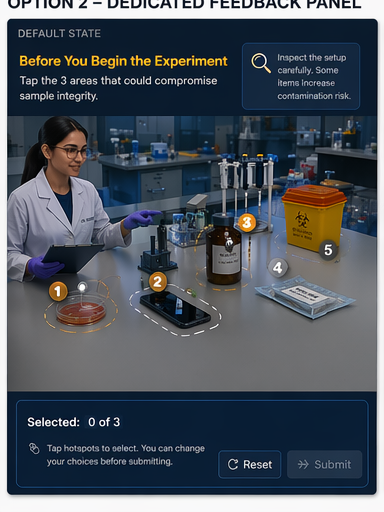 OPTION 2 – DEDICATED FEEDBACK PANEL
DEFAULT STATE
Before You Begin the Experiment
Tap the 3 areas that could compromise
sample integrity.
Inspect the setup
carefully. Some
items increase
contamination risk.
3
5
4
2
1
Selected: 0 of 3
Tap hotspots to select. You can change
your choices before submitting.
Reset
Submit